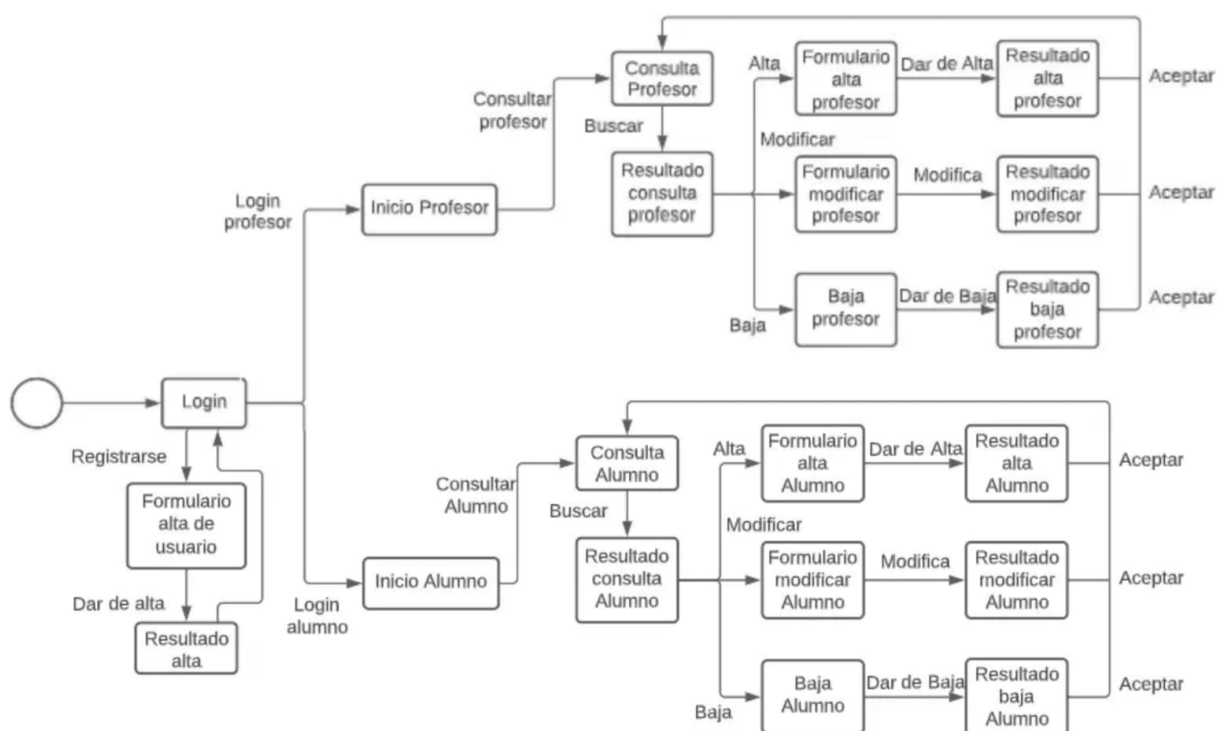 Consulta
Profesor
Alta
Formulario
alta
profesor
Dar de Alta
Resultado
alta
profesor
Aceptar
Consultar
profesor
Buscar
Modificar
Resultado
consulta
profesor
Formulario
modificar
profesor
Modifica
Resultado
modificar
profesor
Aceptar
Login
profesor
Inicio Profesor
Baja
Baja
profesor
Dar de Baja
Resultado
baja
profesor
Aceptar
Login
Registrarse
Formulario
alta de
usuario
Dar de alta
Resultado
alta
Consulta
Alumno
Alta
Formulario
alta
Alumno
Dar de Alta
Resultado
alta
Alumno
Aceptar
Consultar
Alumno
Buscar
Modificar
Resultado
consulta
Alumno
Formulario
modificar
Alumno
Modifica
Resultado
modificar
Alumno
Aceptar
Inicio Alumno
Login
alumno
Baja
Baja
Alumno
Dar de Baja
Resultado
baja
Alumno
Aceptar